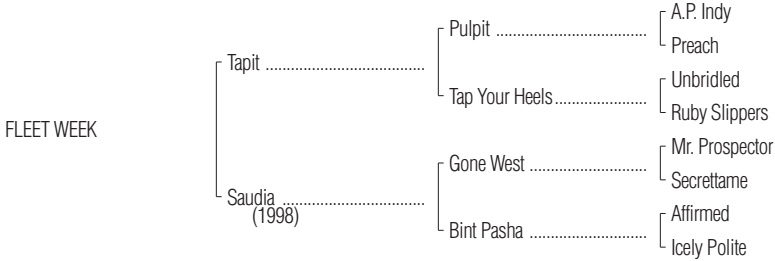 A.P. Indy
Pulpit ....................................
Preach
Tapit ......................................
Unbridled
Tap Your Heels......................
Ruby Slippers
FLEET WEEK
Mr. Prospector
Gone West ............................
Secrettame
Saudia ..................................
(1998)
Affirmed
Bint Pasha ............................
Icely Polite